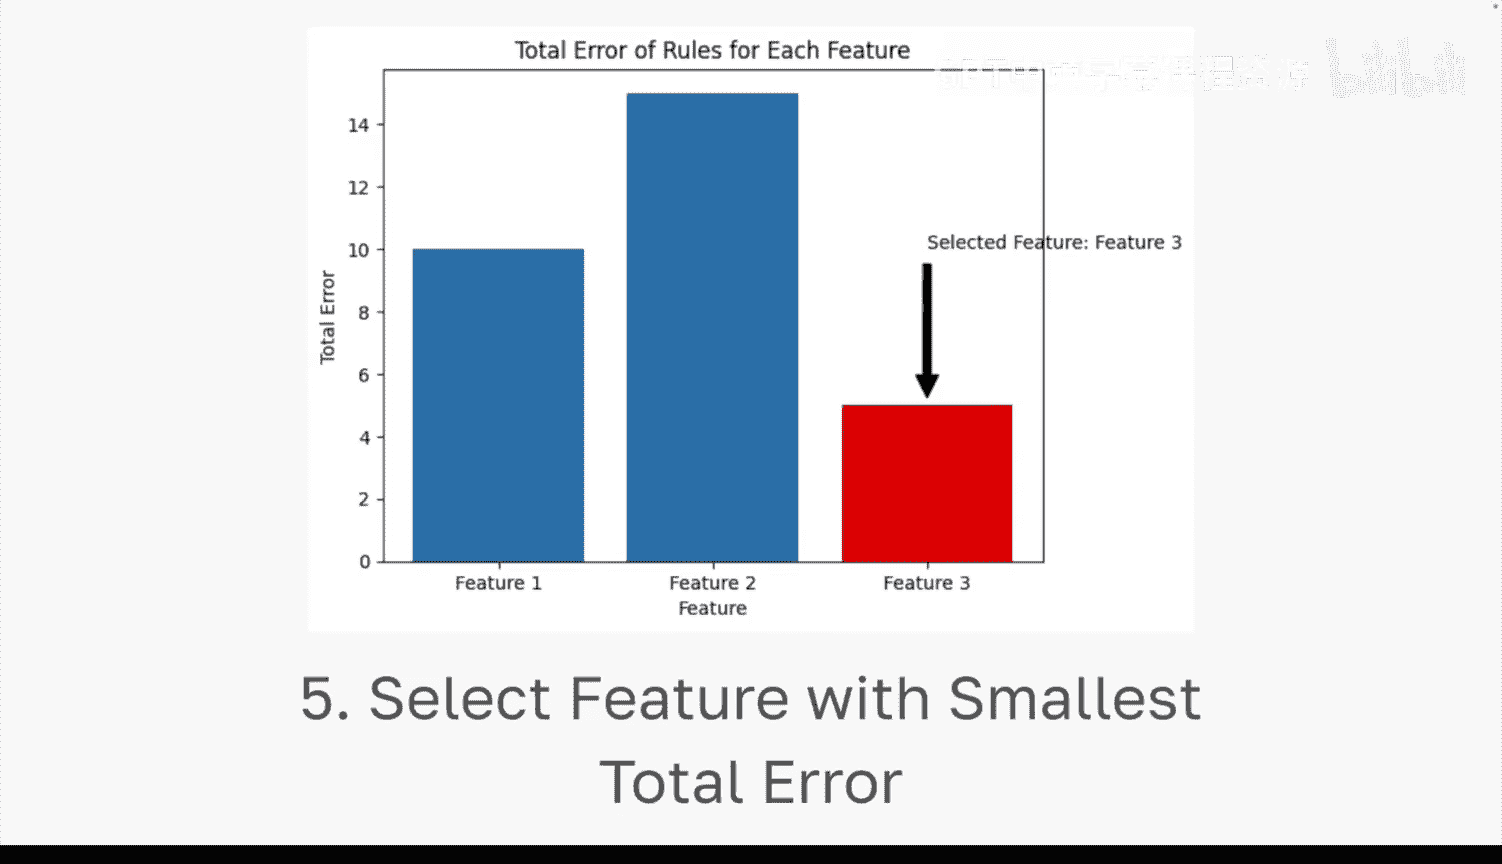 Total Error of Rules for Each Feature
14
12
10
8
6
4
2
0
Total Error
Selected Feature: Feature 3
Feature 1
Feature 2
Feature 3
Feature
bilibili
5. Select Feature with Smallest
Total Error